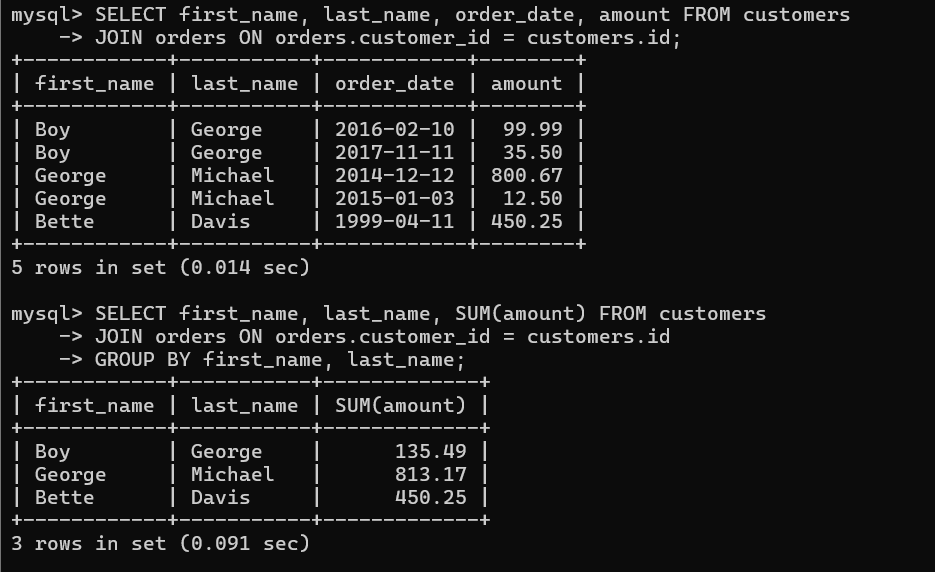 mysql> SELECT first_name, last_name, order_date, amount FROM customers
    -> JOIN orders ON orders.customer_id = customers.id;
+------------+-----------+------------+--------+
| first_name | last_name | order_date | amount |
+------------+-----------+------------+--------+
| Boy        | George    | 2016-02-10 |  99.99 |
| Boy        | George    | 2017-11-11 |  35.50 |
| George     | Michael   | 2014-12-12 | 800.67 |
| George     | Michael   | 2015-01-03 |  12.50 |
| Bette      | Davis     | 1999-04-11 | 450.25 |
+------------+-----------+------------+--------+
5 rows in set (0.014 sec)

mysql> SELECT first_name, last_name, SUM(amount) FROM customers
    -> JOIN orders ON orders.customer_id = customers.id
    -> GROUP BY first_name, last_name;
+------------+-----------+-------------+
| first_name | last_name | SUM(amount) |
+------------+-----------+-------------+
| Boy        | George    |      135.49 |
| George     | Michael   |      813.17 |
| Bette      | Davis     |      450.25 |
+------------+-----------+-------------+
3 rows in set (0.091 sec)